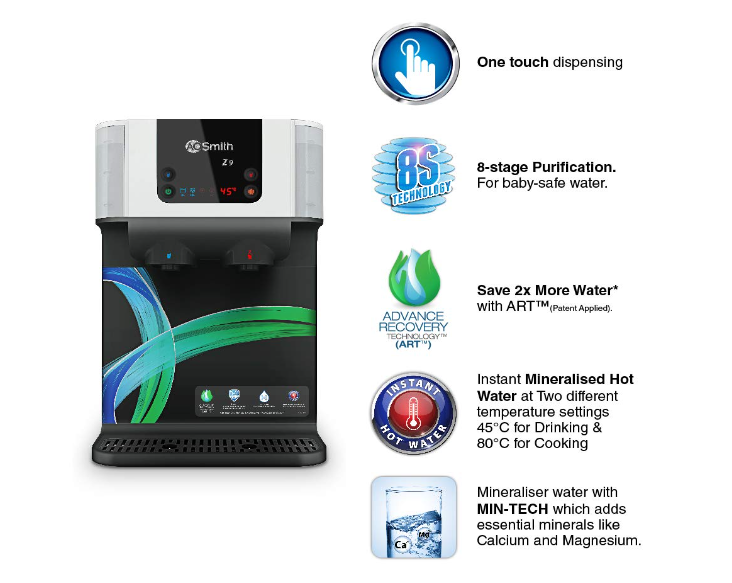 AO Smith
Z9
45°
One touch dispensing
8S
TECHNOLOGY
8-stage Purification.
For baby-safe water.
ADVANCE
RECOVERY
TECHNOLOGY™
(ART™)
Save 2x More Water*
with ART™(Patent Applied).
INSTANT
HOT WATER
Instant Mineralised Hot
Water at Two different
temperature settings
45°C for Drinking &
80°C for Cooking
Ca⁺
Mg
Mineraliser water with
MIN-TECH which adds
essential minerals like
Calcium and Magnesium.